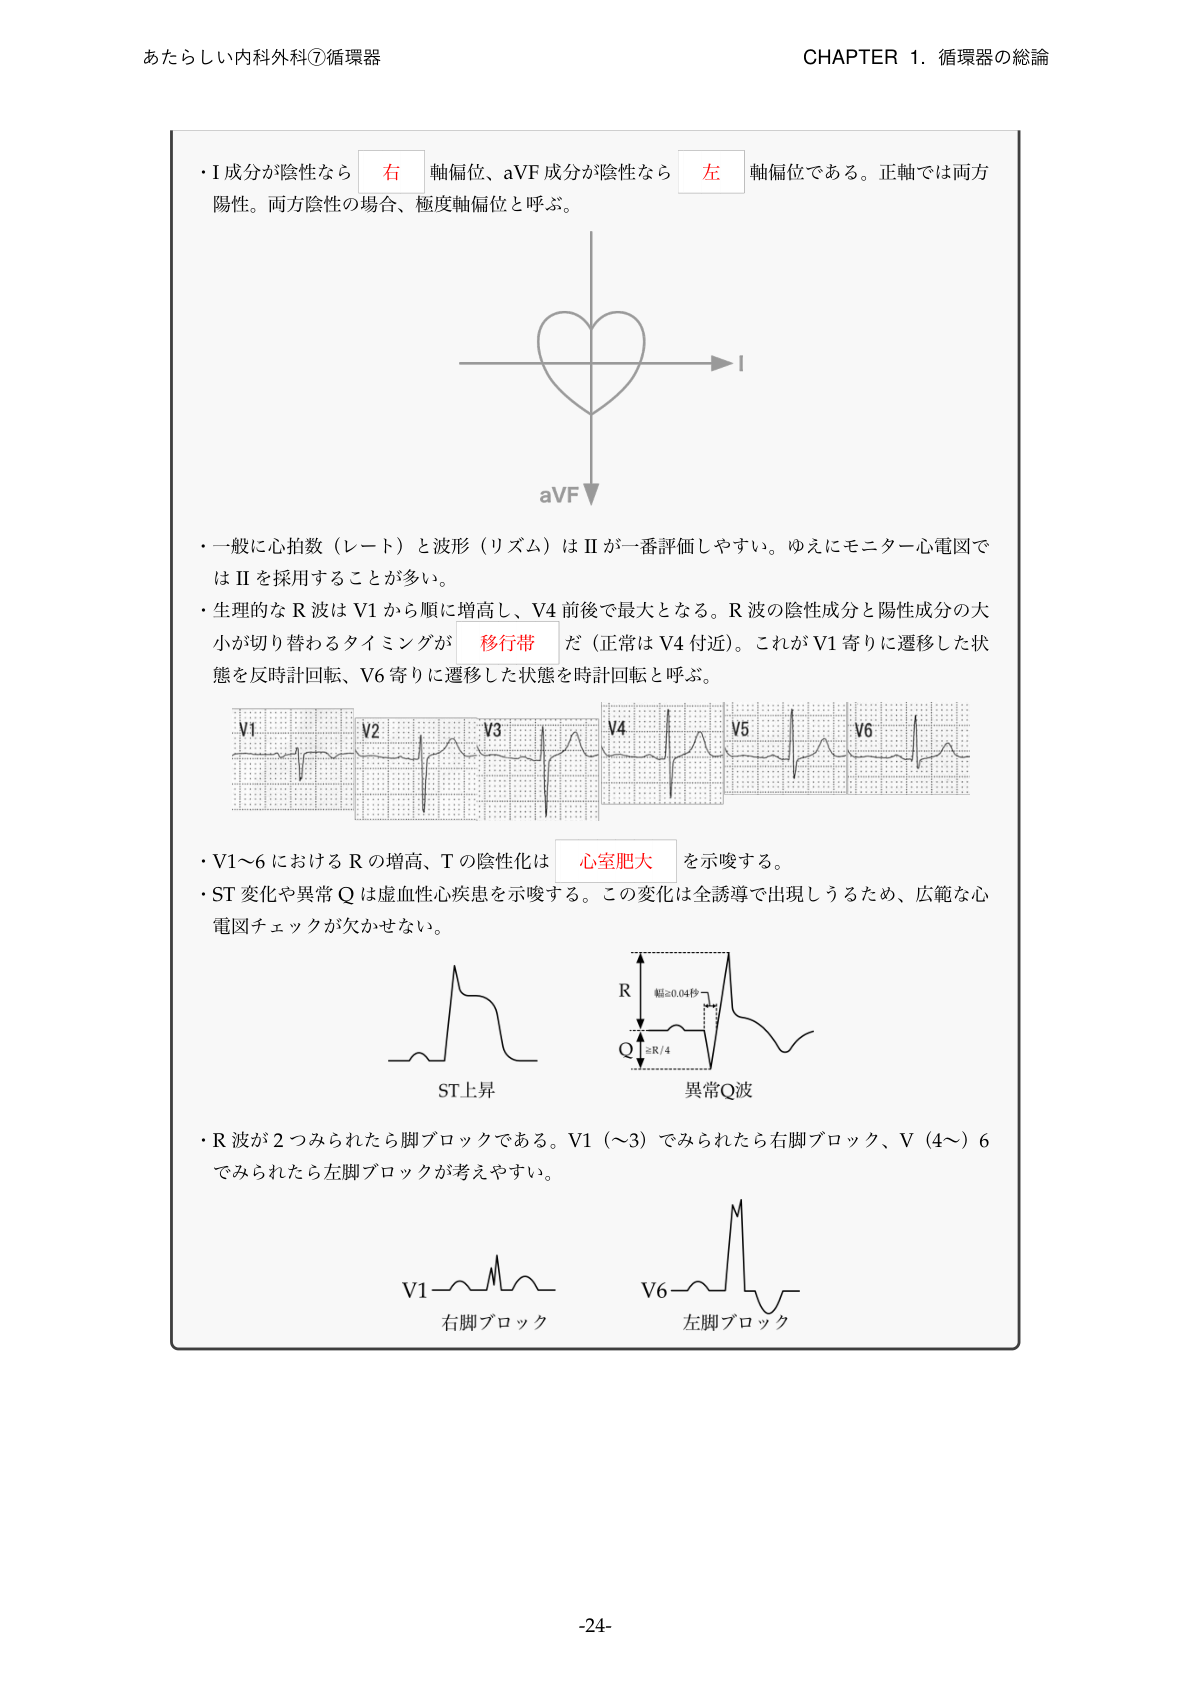 あたらしい内科外科⑦循環器
CHAPTER 1. 循環器の総論
・I 成分が陰性なら 右 軸偏位、aVF 成分が陰性なら 左 軸偏位である。正軸では両方
陽性。両方陰性の場合、極度軸偏位と呼ぶ。
I
aVF
・一般に心拍数（レート）と波形（リズム）は II が一番評価しやすい。ゆえにモニター心電図で
は II を採用することが多い。
・生理的な R 波は V1 から順に増高し、V4 前後で最大となる。R 波の陰性成分と陽性成分の大
小が切り替わるタイミングが 移行帯 だ（正常は V4 付近）。これが V1 寄りに遷移した状
態を反時計回転、V6 寄りに遷移した状態を時計回転と呼ぶ。
V1 V2 V3 V4 V5 V6
・V1〜6 における R の増高、T の陰性化は 心室肥大 を示唆する。
・ST 変化や異常 Q は虚血性心疾患を示唆する。この変化は全誘導で出現しうるため、広範な心
電図チェックが欠かせない。
R
幅≧0.04秒
Q
≧R/4
ST上昇
異常Q波
・R 波が 2 つみられたら脚ブロックである。V1（〜3）でみられたら右脚ブロック、V（4〜）6
でみられたら左脚ブロックが考えやすい。
V1
V6
右脚ブロック
左脚ブロック
-24-